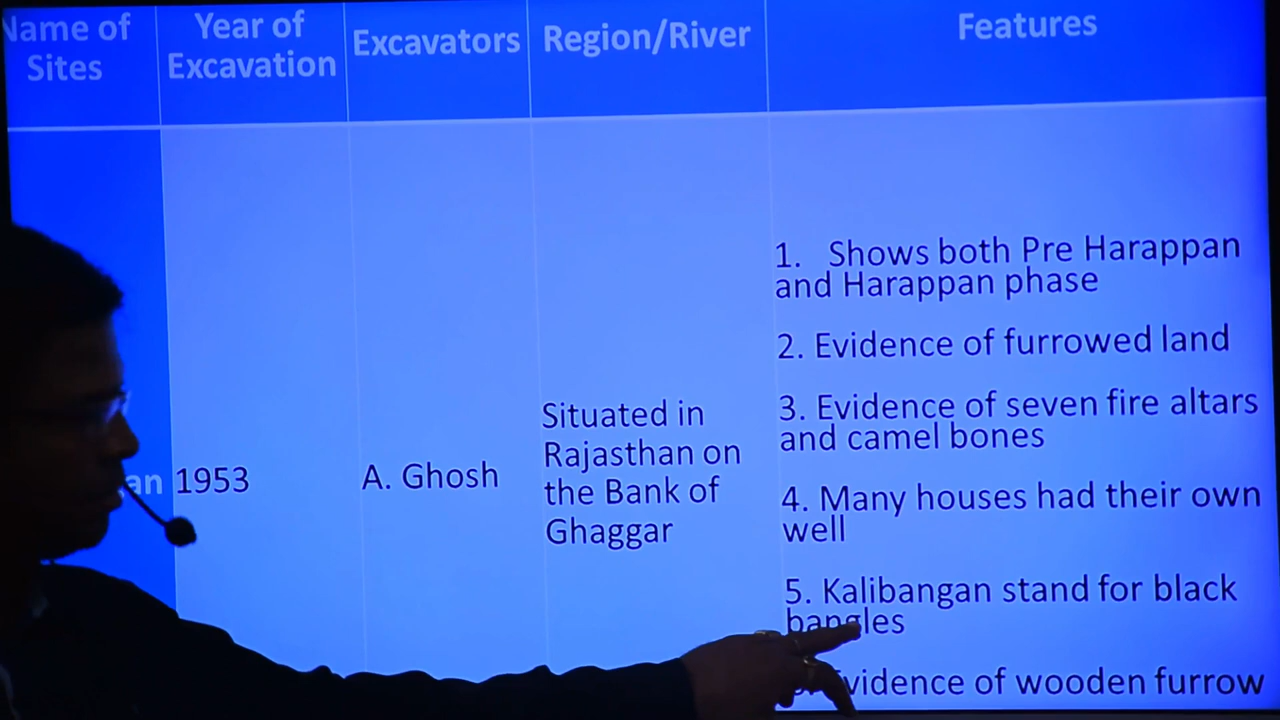 Name of Sites
Year of Excavation
Excavators
Region/River
Features
1953
A. Ghosh
Situated in
Rajasthan on
the Bank of
Ghaggar
1. Shows both Pre Harappan
and Harappan phase
2. Evidence of furrowed land
3. Evidence of seven fire altars
and camel bones
4. Many houses had their own
well
5. Kalibangan stand for black
bangles
Evidence of wooden furrow